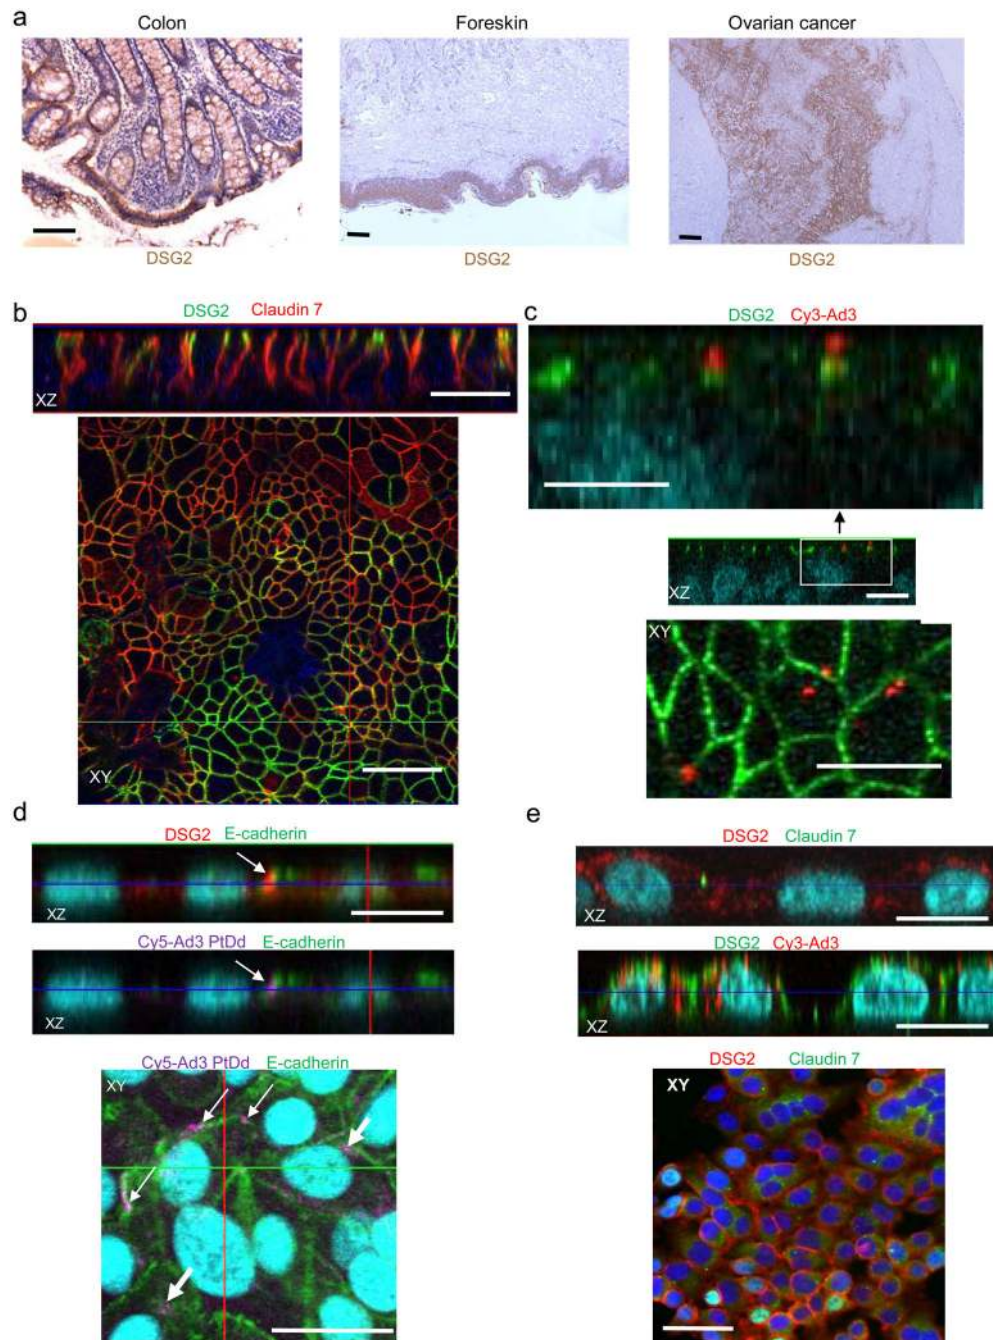 a
Colon Foreskin Ovarian cancer
DSG2 DSG2 DSG2
b
DSG2 Claudin 7
XZ
XY
c
DSG2 Cy3-Ad3
XZ
XY
d
DSG2 E-cadherin
XZ
Cy5-Ad3 PtDd E-cadherin
XZ
Cy5-Ad3 PtDd E-cadherin
XY
e
DSG2 Claudin 7
XZ
DSG2 Cy3-Ad3
XZ
DSG2 Claudin 7
XY